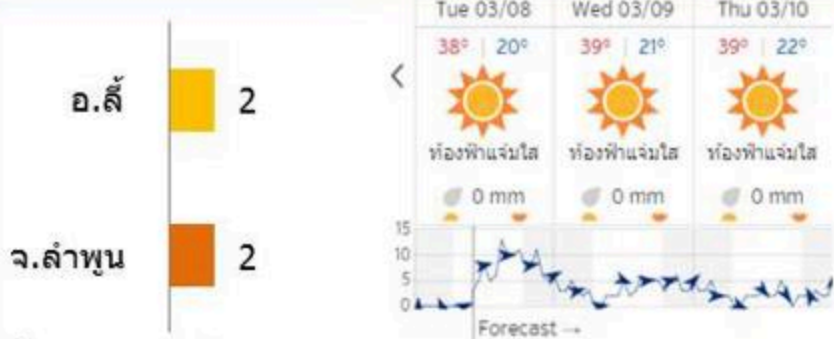 อ.ลี้ 2
จ.ลำพูน 2
Tue 03/08 Wed 03/09 Thu 03/10
38° 20° 39° 21° 39° 22°
ท้องฟ้าแจ่มใส ท้องฟ้าแจ่มใส ท้องฟ้าแจ่มใส
0 mm 0 mm 0 mm
15
10
5
0
Forecast →